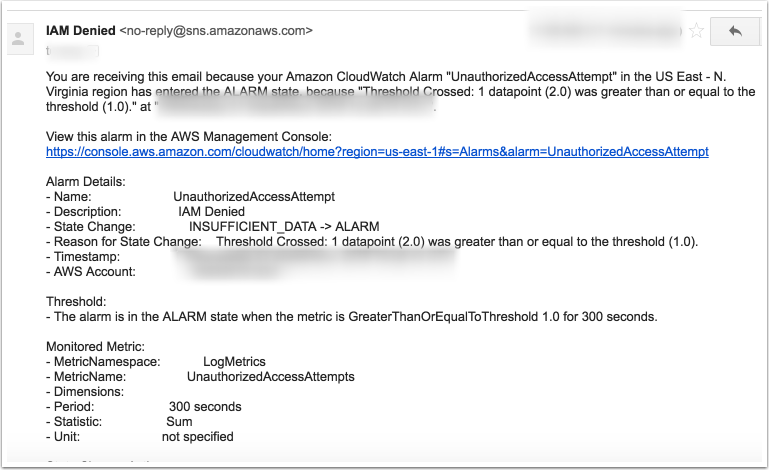 IAM Denied <no-reply@sns.amazonaws.com>
You are receiving this email because your Amazon CloudWatch Alarm "UnauthorizedAccessAttempt" in the US East - N.
Virginia region has entered the ALARM state, because "Threshold Crossed: 1 datapoint (2.0) was greater than or equal to the
threshold (1.0)." at "
View this alarm in the AWS Management Console:
https://console.aws.amazon.com/cloudwatch/home?region=us-east-1#s=Alarms&alarm=UnauthorizedAccessAttempt
Alarm Details:
- Name: UnauthorizedAccessAttempt
- Description: IAM Denied
- State Change: INSUFFICIENT_DATA -> ALARM
- Reason for State Change: Threshold Crossed: 1 datapoint (2.0) was greater than or equal to the threshold (1.0).
- Timestamp:
- AWS Account:
Threshold:
- The alarm is in the ALARM state when the metric is GreaterThanOrEqualToThreshold 1.0 for 300 seconds.
Monitored Metric:
- MetricNamespace: LogMetrics
- MetricName: UnauthorizedAccessAttempts
- Dimensions:
- Period: 300 seconds
- Statistic: Sum
- Unit: not specified